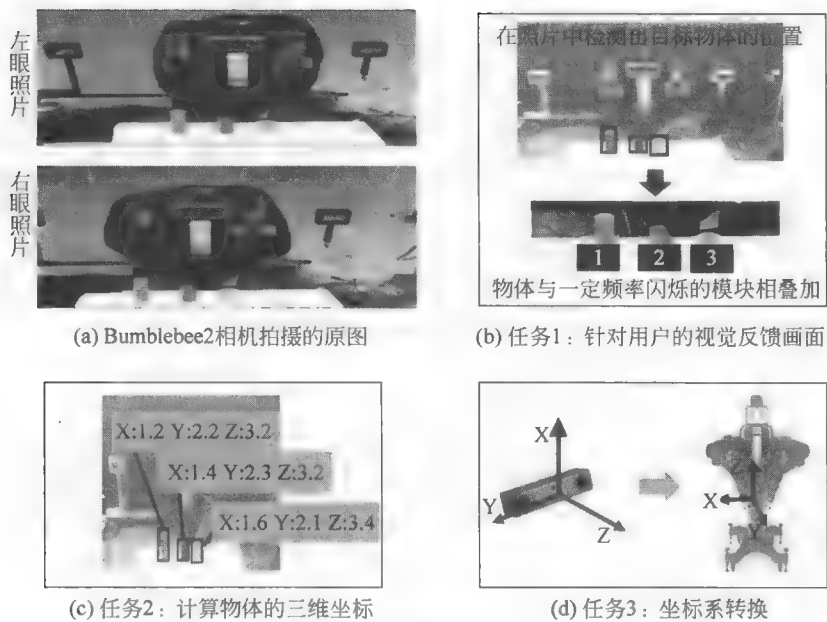 左眼照片
右眼照片
(a) Bumblebee2相机拍摄的原图
在照片中检测出目标物体的位置
1 2 3
物体与一定频率闪烁的模块相叠加
(b) 任务1：针对用户的视觉反馈画面
X:1.2 Y:2.2 Z:3.2
X:1.4 Y:2.3 Z:3.2
X:1.6 Y:2.1 Z:3.4
(c) 任务2：计算物体的三维坐标
X
Y
Z
Z
X
Y
(d) 任务3：坐标系转换